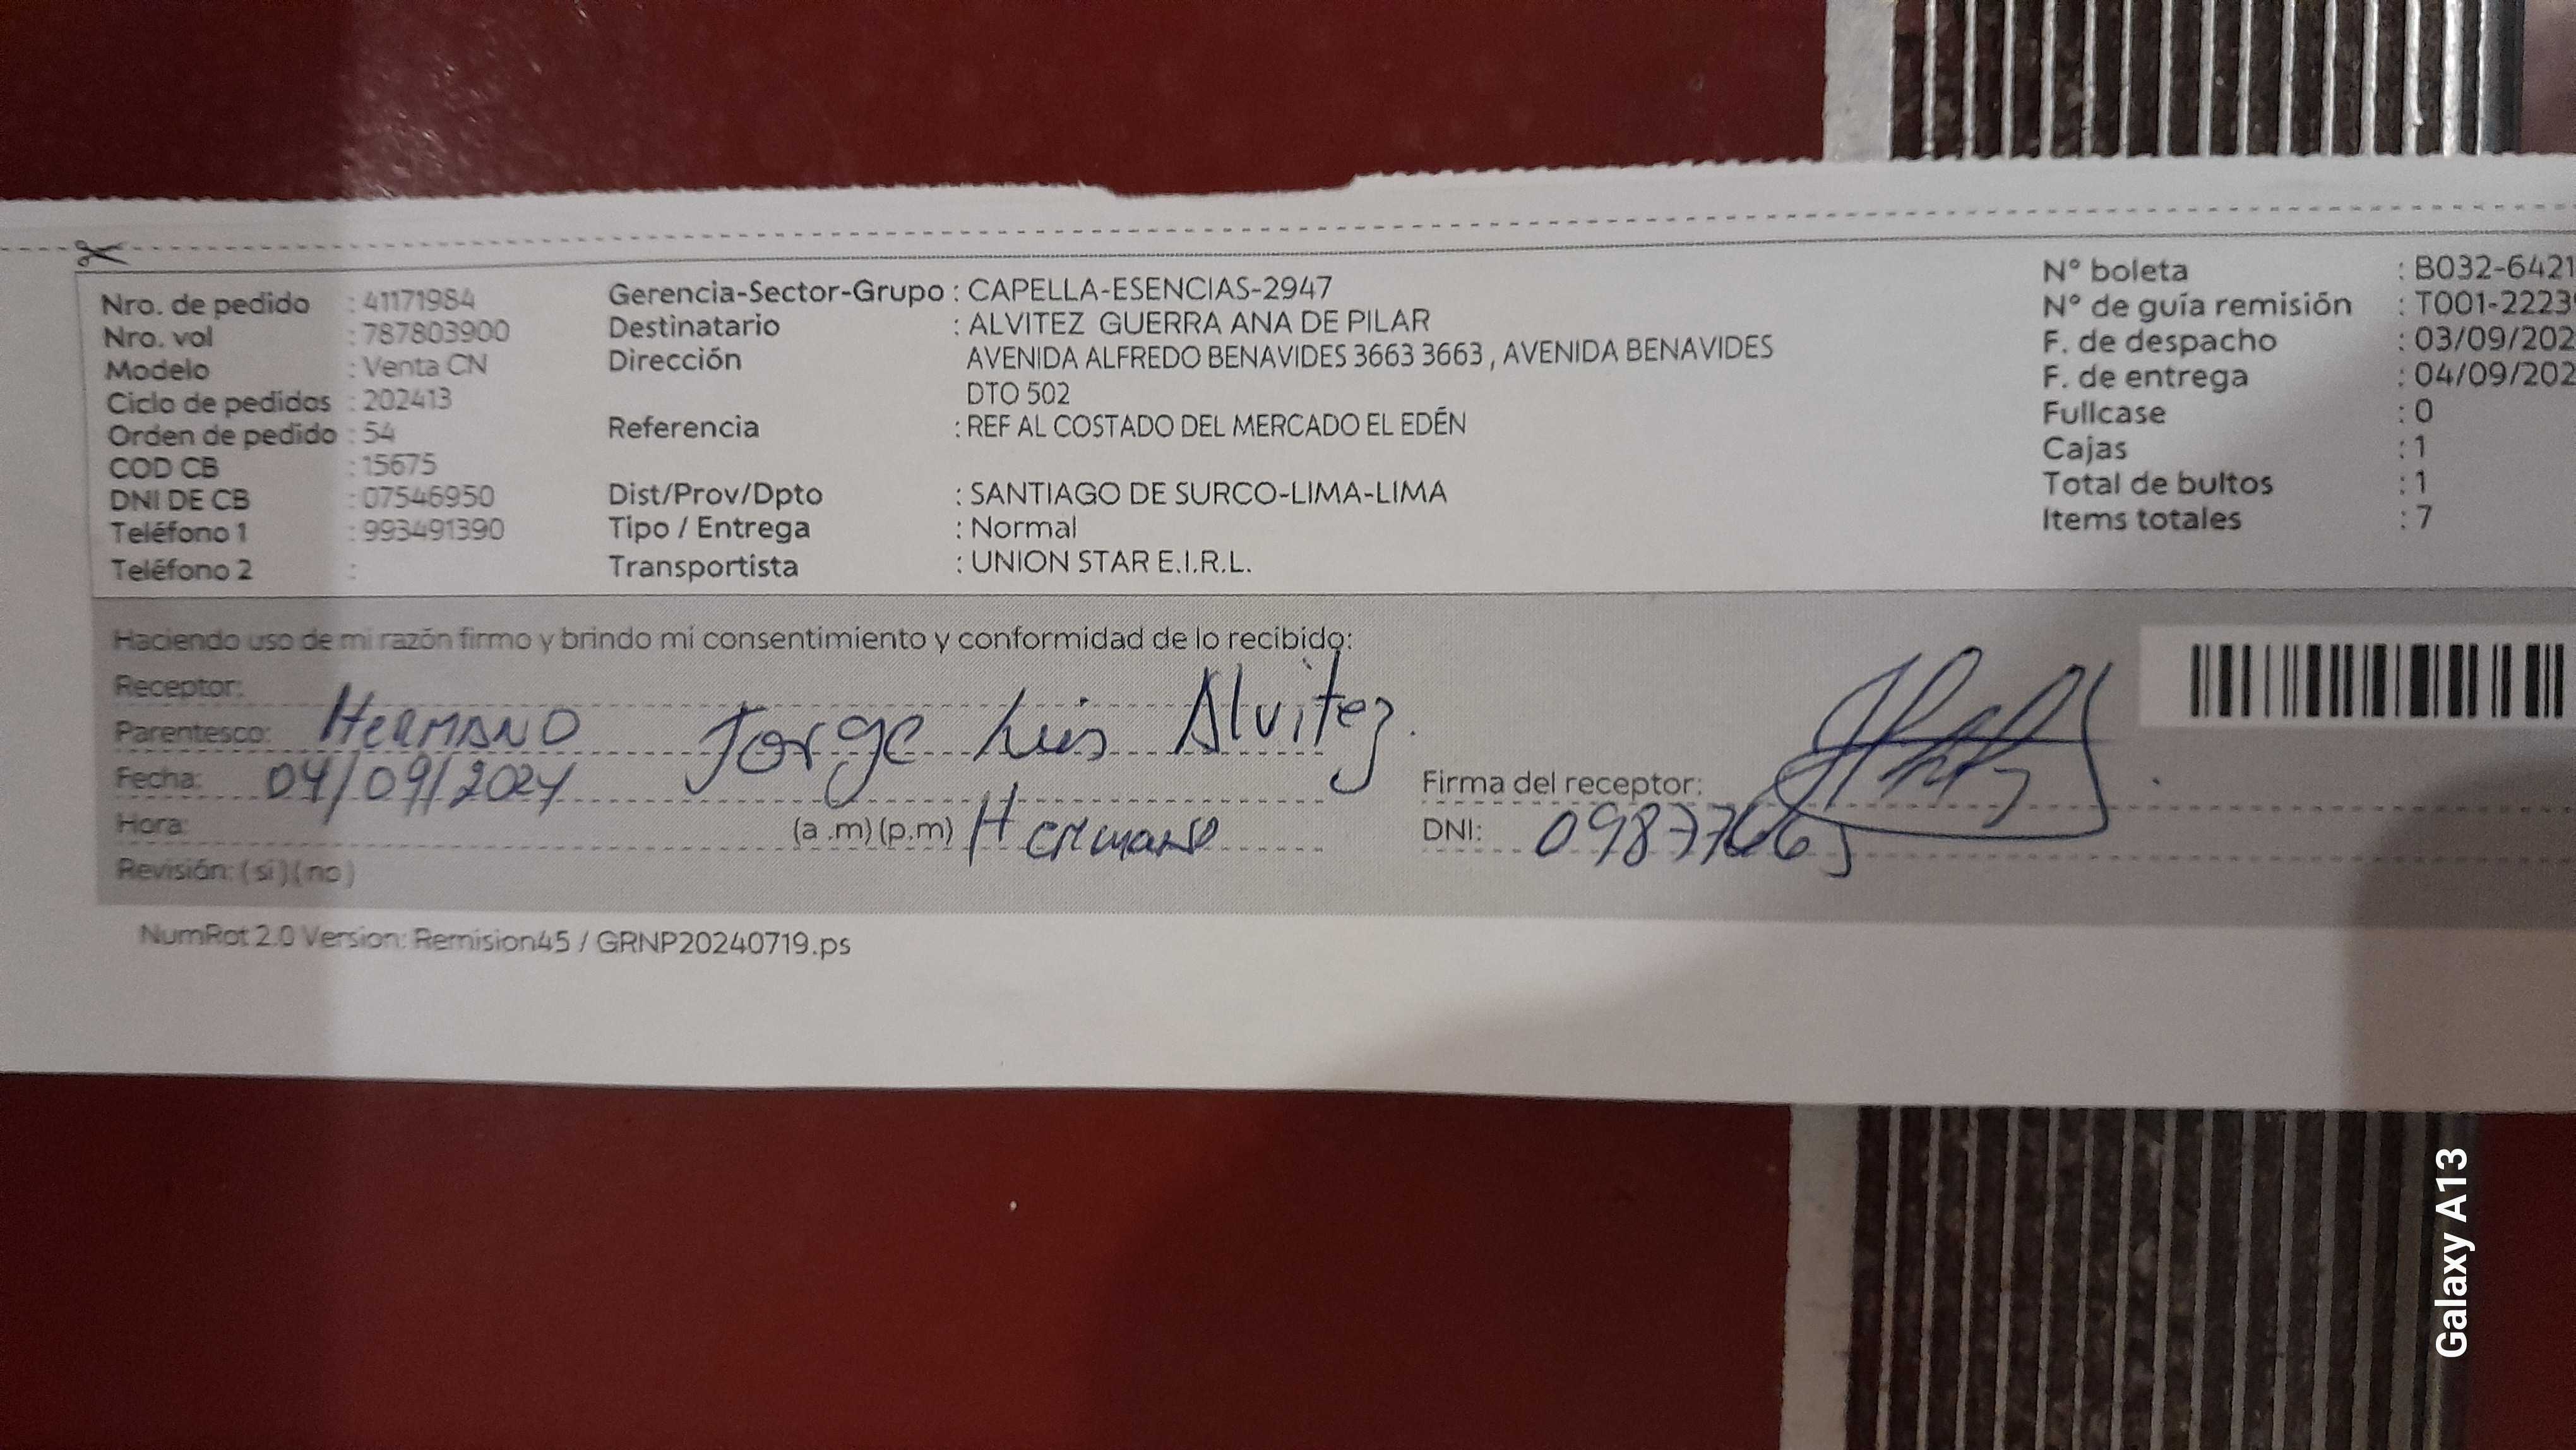 Nro. de pedido : 41171984
Nro. vol : 787803900
Modelo : Venta CN
Ciclo de pedidos : 202413
Orden de pedido : 54
COD CB : 15675
DNI DE CB : 07546950
Teléfono 1 : 993491390
Teléfono 2 :
Gerencia-Sector-Grupo : CAPELLA-ESENCIAS-2947
Destinatario : ALVITEZ GUERRA ANA DE PILAR
Dirección AVENIDA ALFREDO BENAVIDES 3663 3663 , AVENIDA BENAVIDES
DTO 502
Referencia : REF AL COSTADO DEL MERCADO EL EDÉN
Dist/Prov/Dpto : SANTIAGO DE SURCO-LIMA-LIMA
Tipo / Entrega : Normal
Transportista : UNION STAR E.I.R.L.
N° boleta : B032-6421
N° de guía remisión : T001-2223
F. de despacho : 03/09/202
F. de entrega : 04/09/202
Fullcase : 0
Cajas : 1
Total de bultos : 1
Items totales : 7
Haciendo uso de mi razón firmo y brindo mi consentimiento y conformidad de lo recibido:
Receptor:
Parentesco: HERMANO Jorge Luis Alvitez.
Fecha: 04/09/2024
Hora: (a .m) (p.m) Hermano
Revisión: ( si ) ( no )
Firma del receptor:
DNI:
NumRot 2.0 Version: Remision45 / GRNP20240719.ps
Galaxy A13